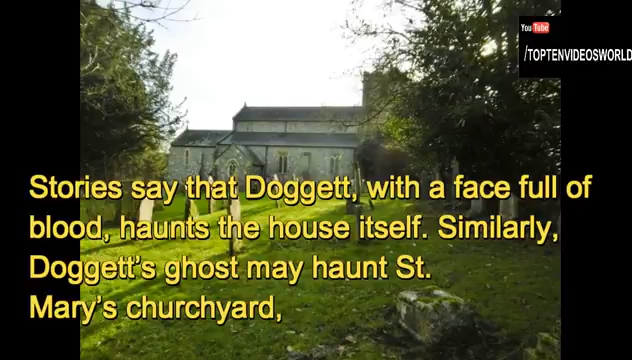 You Tube
/TOPTENVIDEOSWORLD
Stories say that Doggett, with a face full of
blood, haunts the house itself. Similarly,
Doggett's ghost may haunt St.
Mary's churchyard,